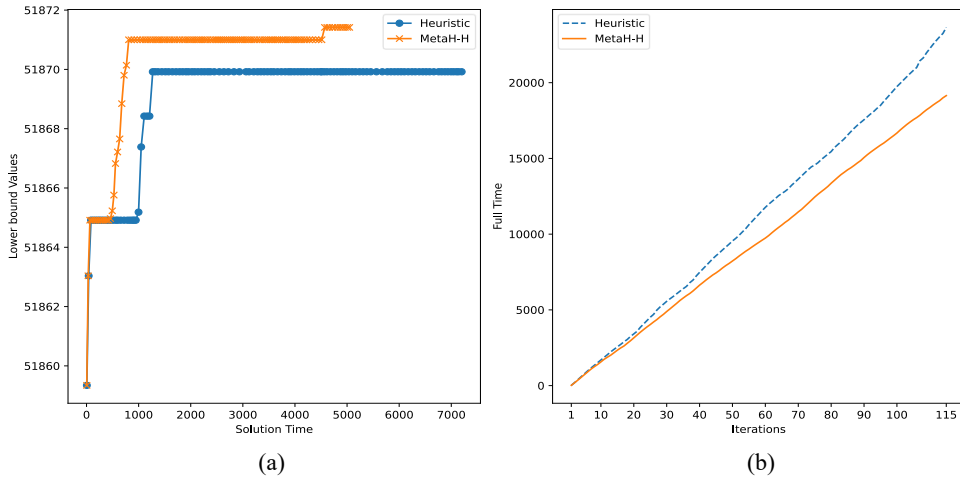 51872
51870
51868
51866
51864
51862
51860
Lower bound Values
Heuristic
MetaH-H
0 1000 2000 3000 4000 5000 6000 7000
Solution Time
(a)
20000
15000
10000
5000
0
Full Time
Heuristic
MetaH-H
1 10 20 30 40 50 60 70 80 90 100 115
Iterations
(b)